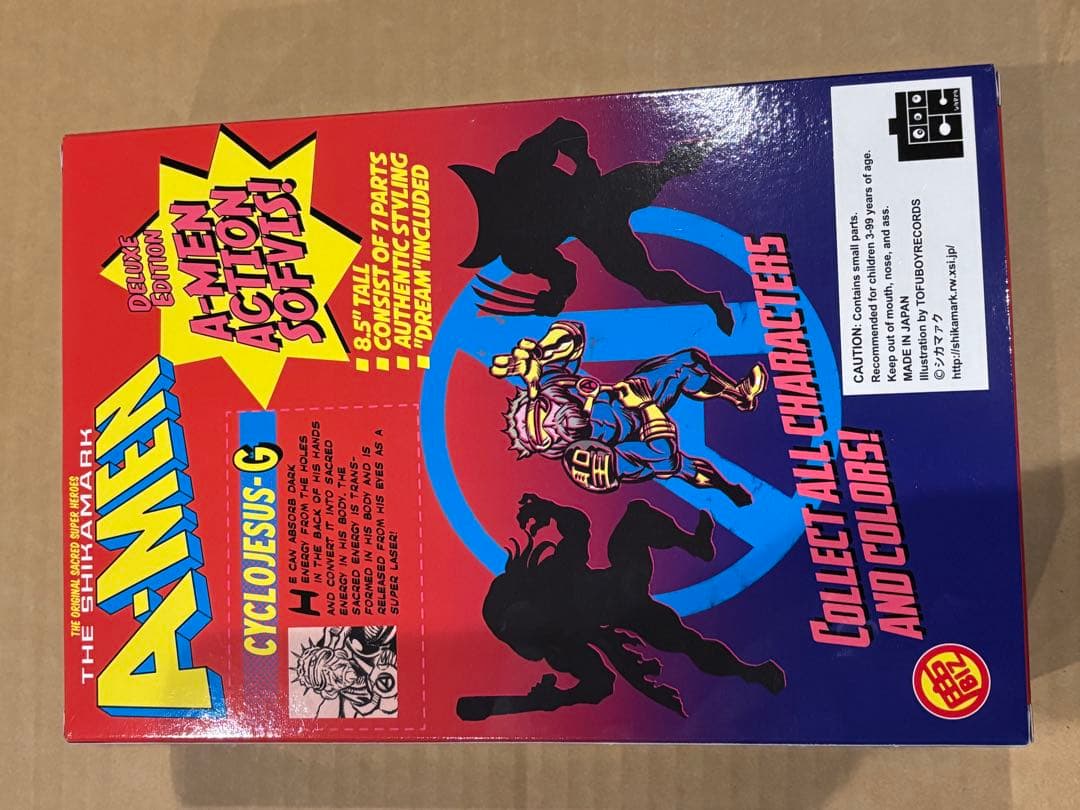 THE ORIGINAL SACRED SUPER HEROES
THE SHIKAMARK
A-MEN
DELUXE
EDITION
A-MEN
ACTION
SOFVIS!
8.5" TALL
CONSIST OF 7 PARTS
AUTHENTIC STYLING
"DREAM"INCLUDED
CYCLOJESUS-G
HE CAN ABSORB DARK
ENERGY FROM THE HOLES
IN THE BACK OF HIS HANDS
AND CONVERT IT INTO SACRED
ENERGY IN HIS BODY. THE
SACRED ENERGY IS TRANS-
FORMED IN HIS BODY AND IS
RELEASED FROM HIS EYES AS A
SUPER LASER!
聖
COLLECT ALL CHARACTERS
AND COLORS!
BIZ
CAUTION: Contains small parts.
Recommended for children 3-99 years of age.
Keep out of mouth, nose, and ass.
MADE IN JAPAN
Illustration by TOFUBOYRECORDS
©シカマアク
http://shikamark.rw.xsi.jp/